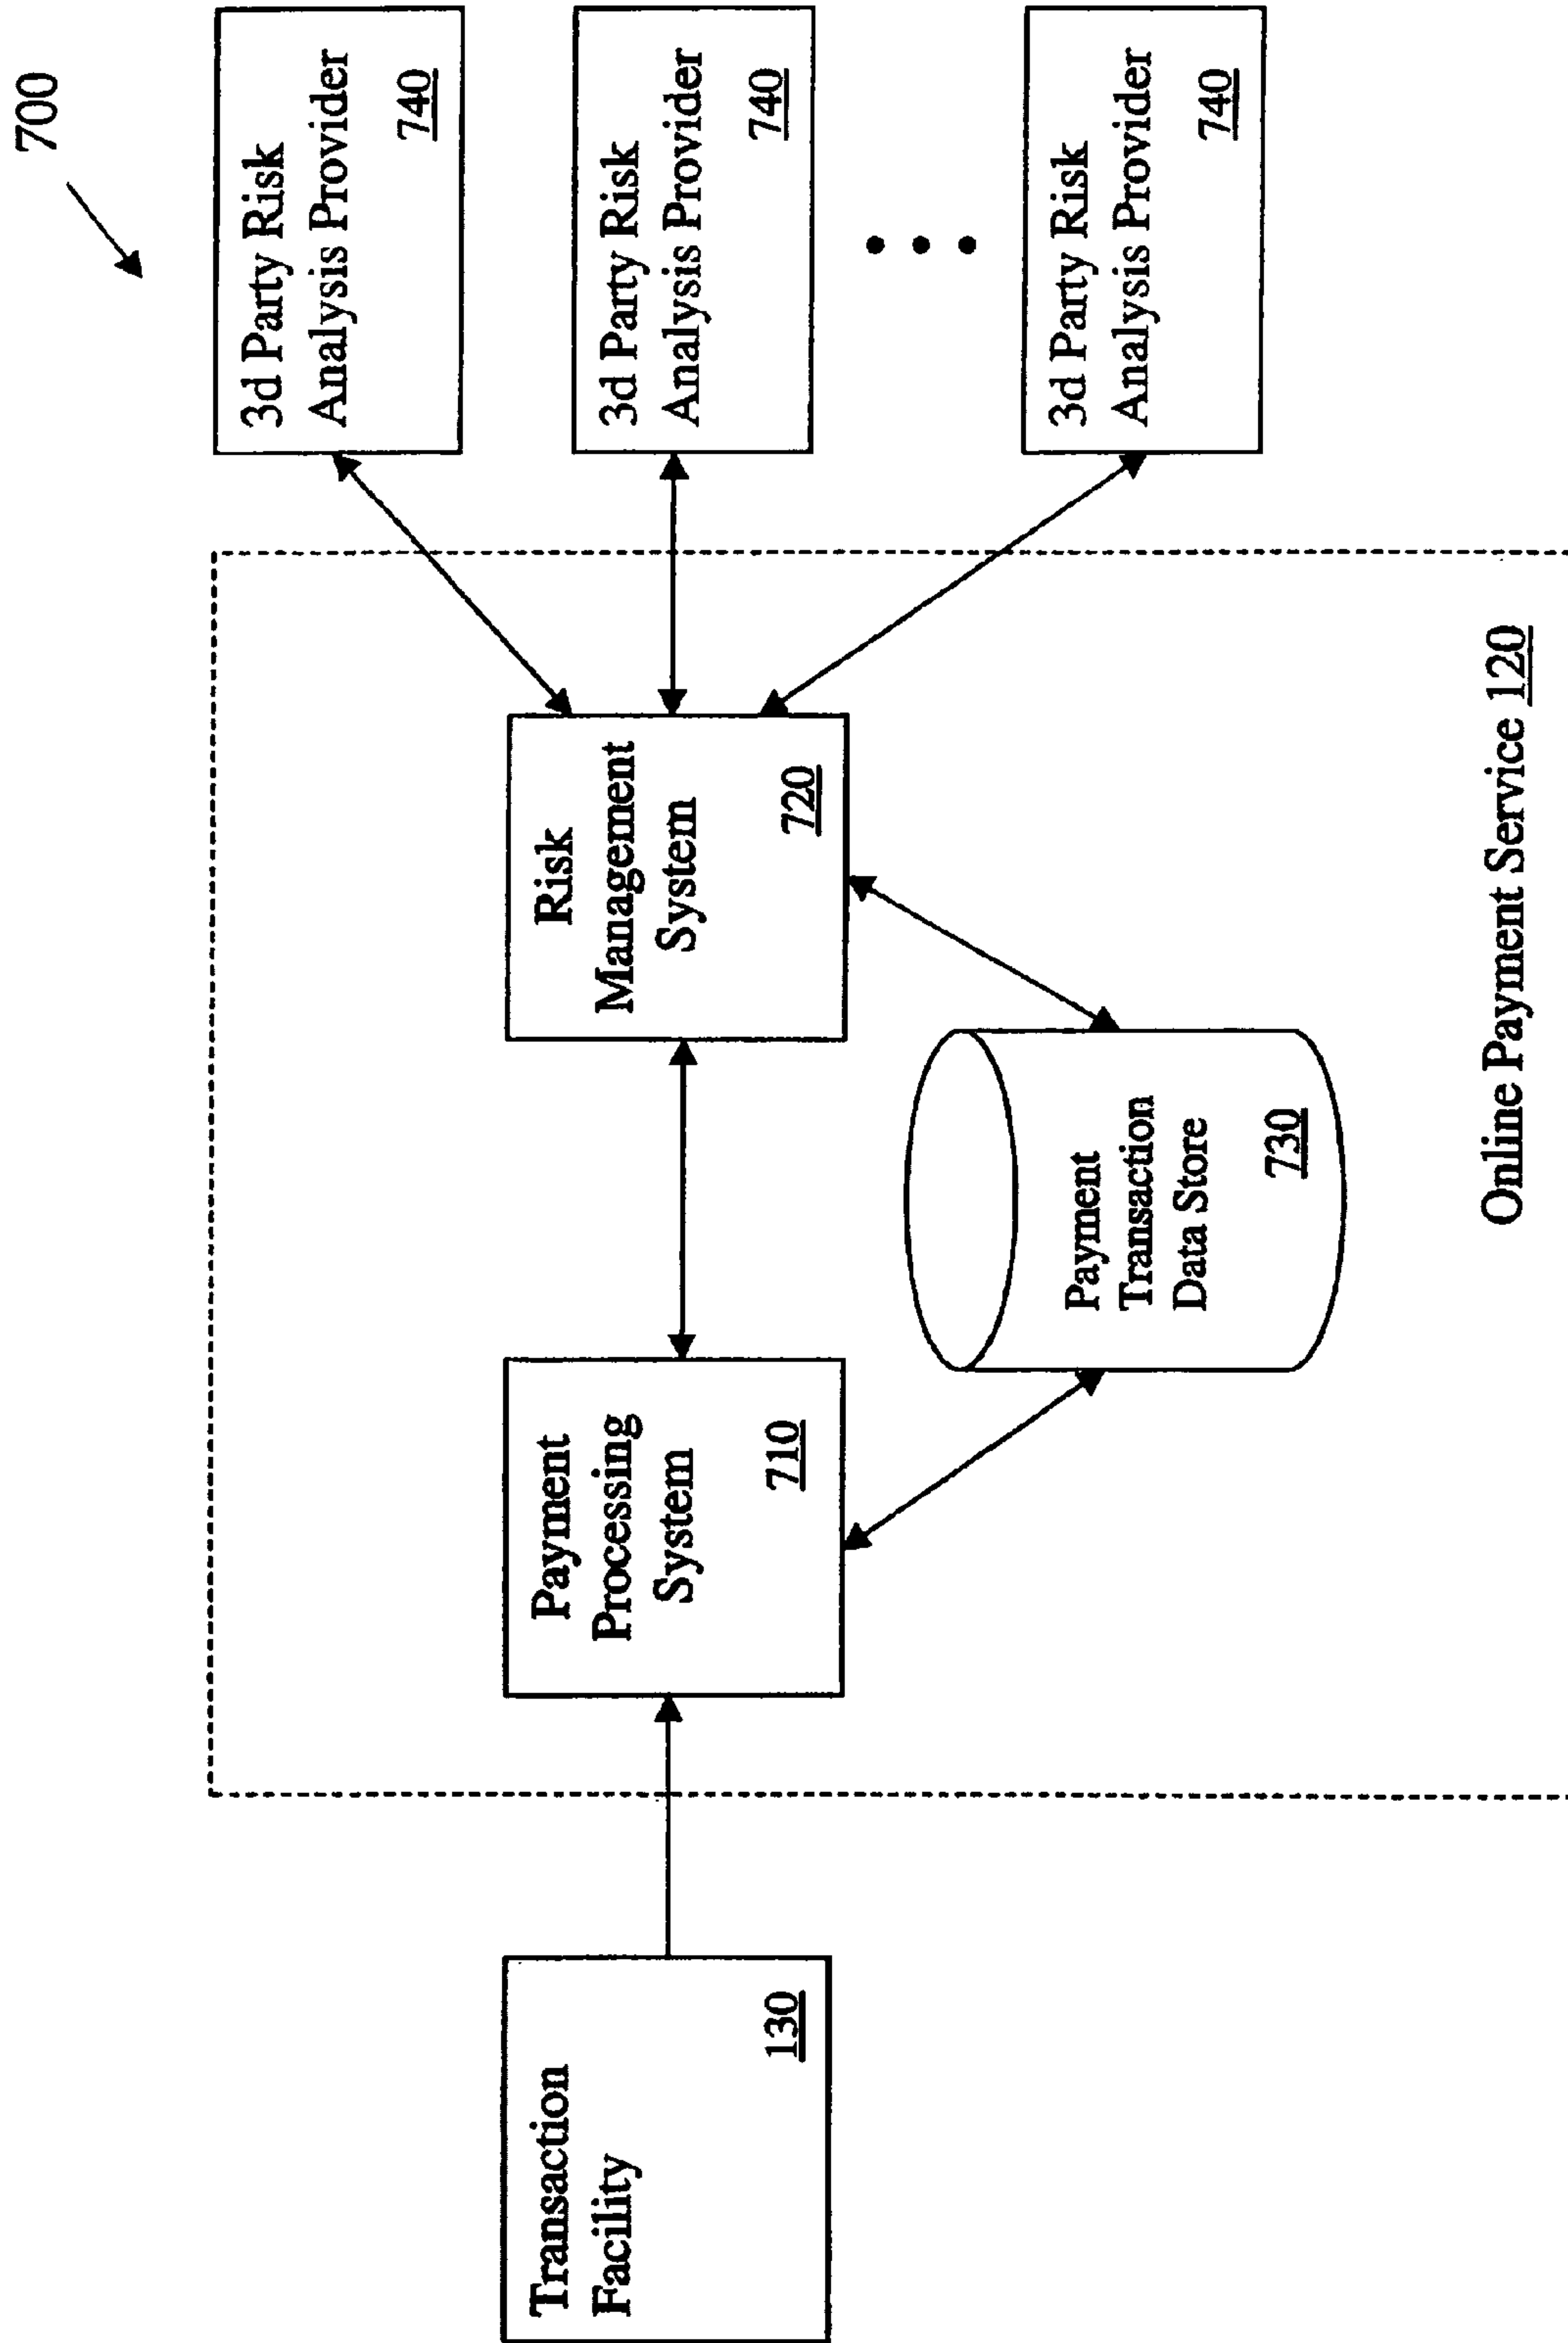 700
Transaction
Facility
130
Payment
Processing
System
710
Risk
Management
System
720
Payment
Transaction
Data Store
730
3d Party Risk
Analysis Provider
740
3d Party Risk
Analysis Provider
740
3d Party Risk
Analysis Provider
740
Online Payment Service 120